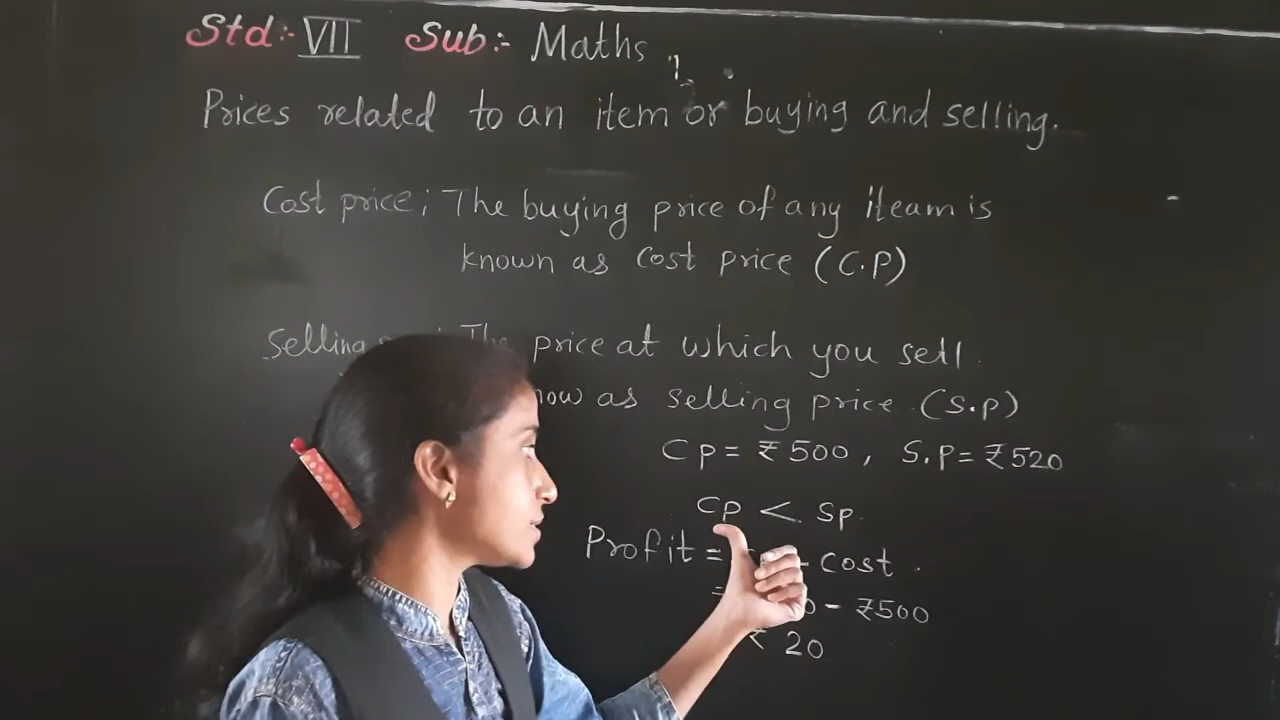 Std:- VII Sub:- Maths
Prices related to an item or buying and selling.
Cost price ; The buying price of any iteam is
known as cost price (C.P)
Selling The price at which you sell
now as selling price (S.P)
Cp = ₹500, S.P = ₹520
Cp < Sp
Profit = - cost
= - ₹500
₹ 20